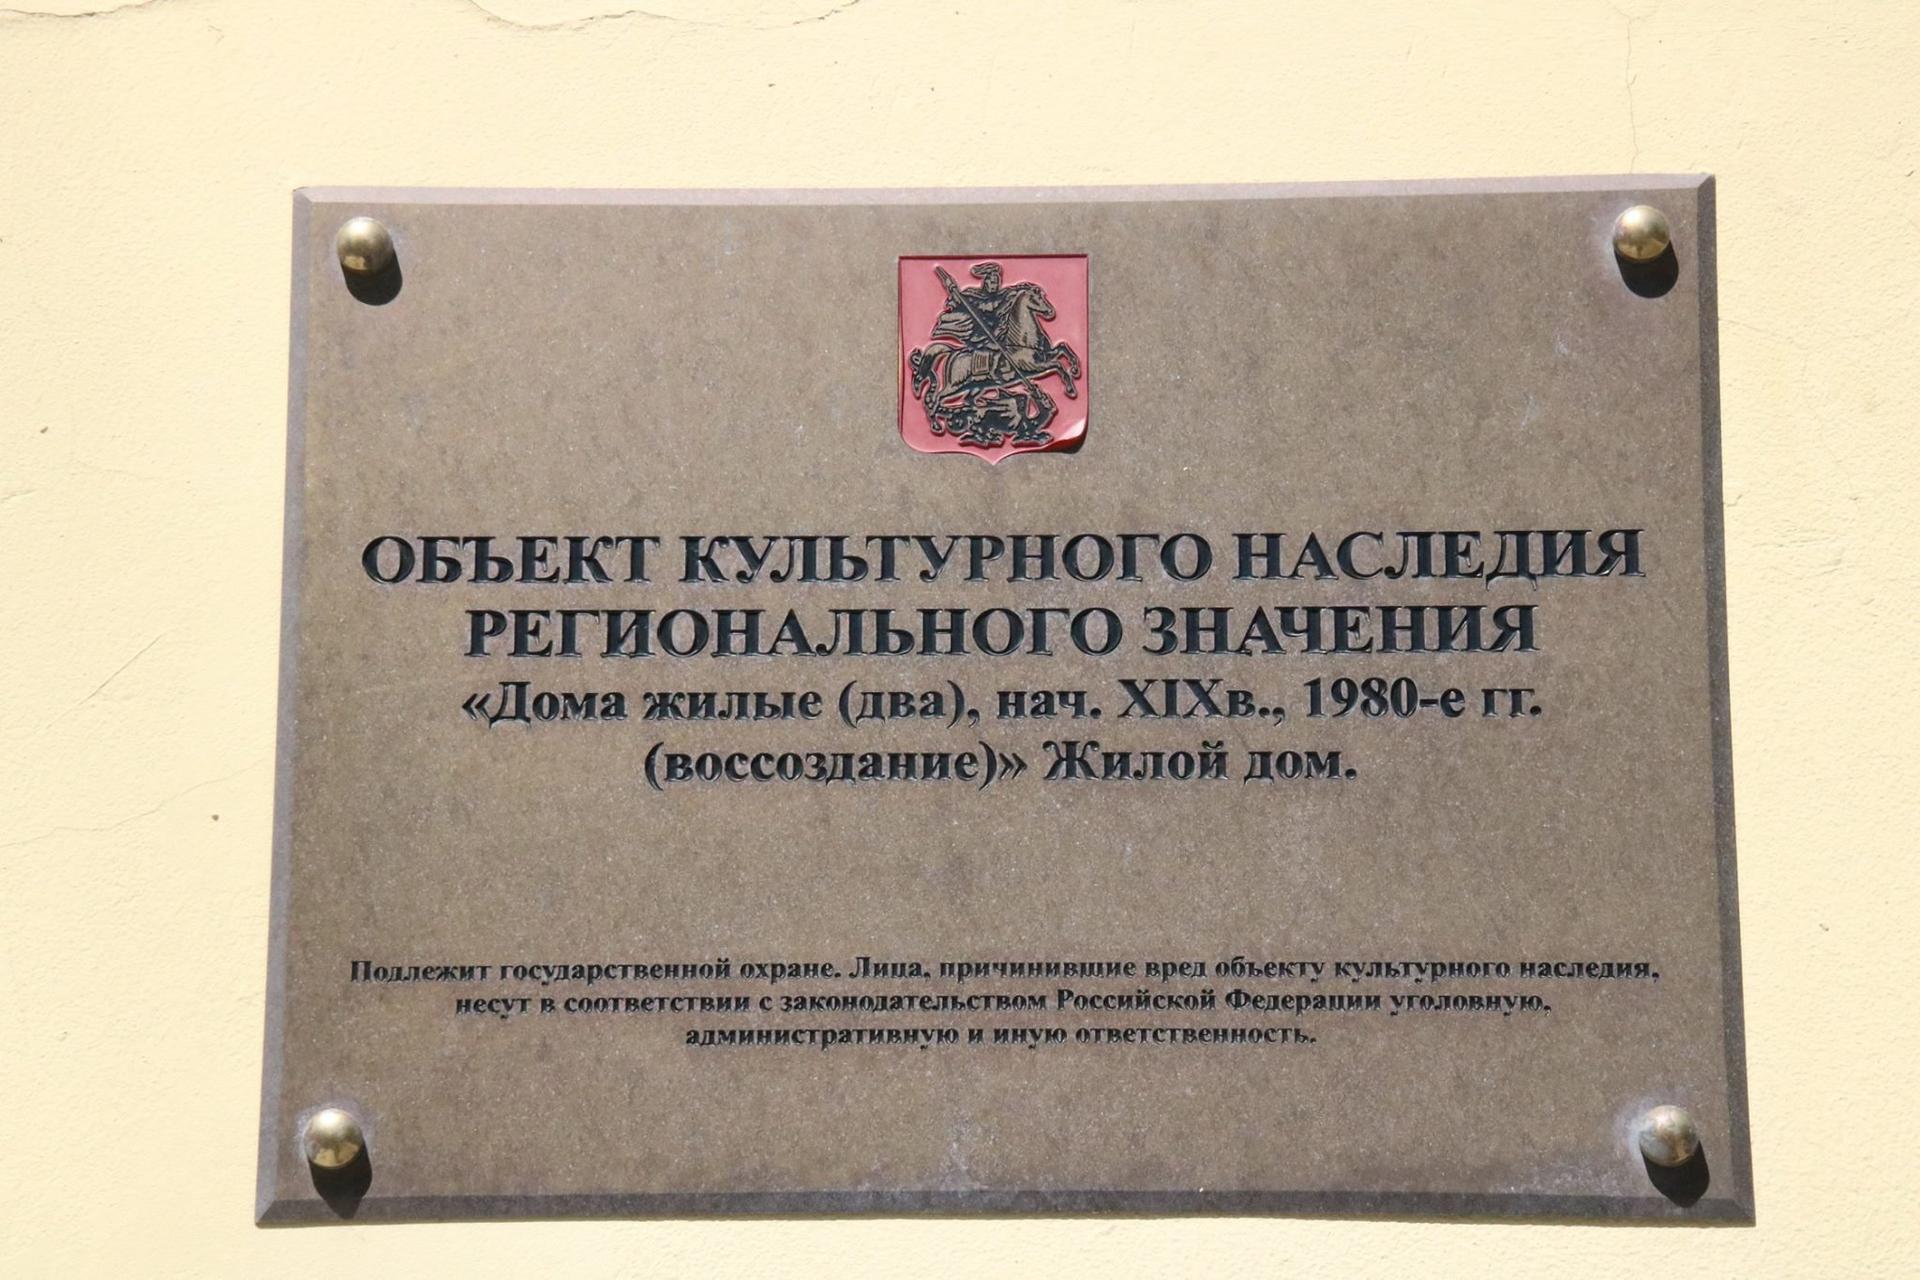 ОБЪЕКТ КУЛЬТУРНОГО НАСЛЕДИЯ
РЕГИОНАЛЬНОГО ЗНАЧЕНИЯ
«Дома жилые (два), нач. XIXв., 1980-е гг.
(воссоздание)» Жилой дом.
Подлежит государственной охране. Лица, причинившие вред объекту культурного наследия,
несут в соответствии с законодательством Российской Федерации уголовную,
административную и иную ответственность.